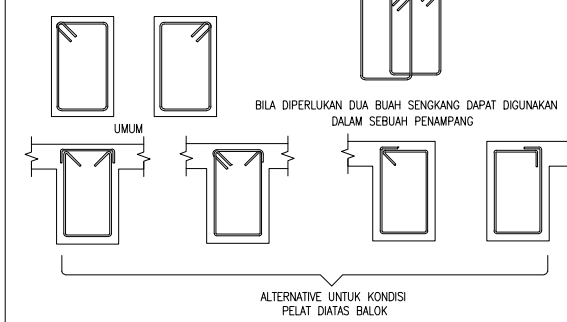 BILA DIPERLUKAN DUA BUAH SENGKANG DAPAT DIGUNAKAN
DALAM SEBUAH PENAMPANG
UMUM
ALTERNATIVE UNTUK KONDISI
PELAT DIATAS BALOK